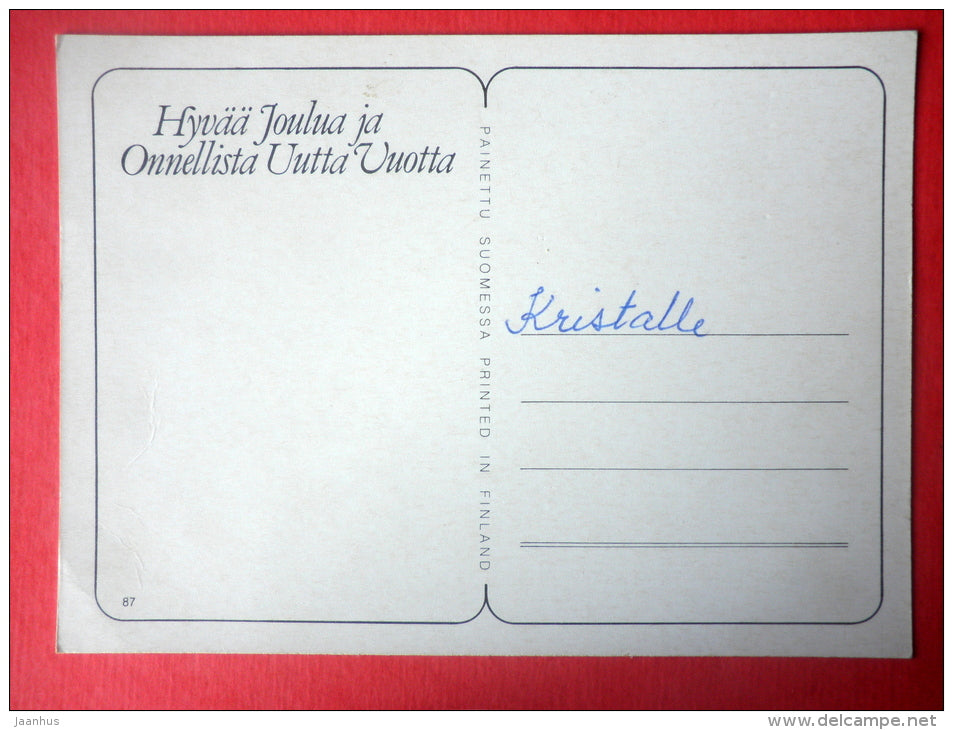 Hyvää Joulua ja
Onnellista Uutta Vuotta
PAINETTU SUOMESSA PRINTED IN FINLAND
Kristalle
87
Jaanhus
www.delcampe.net